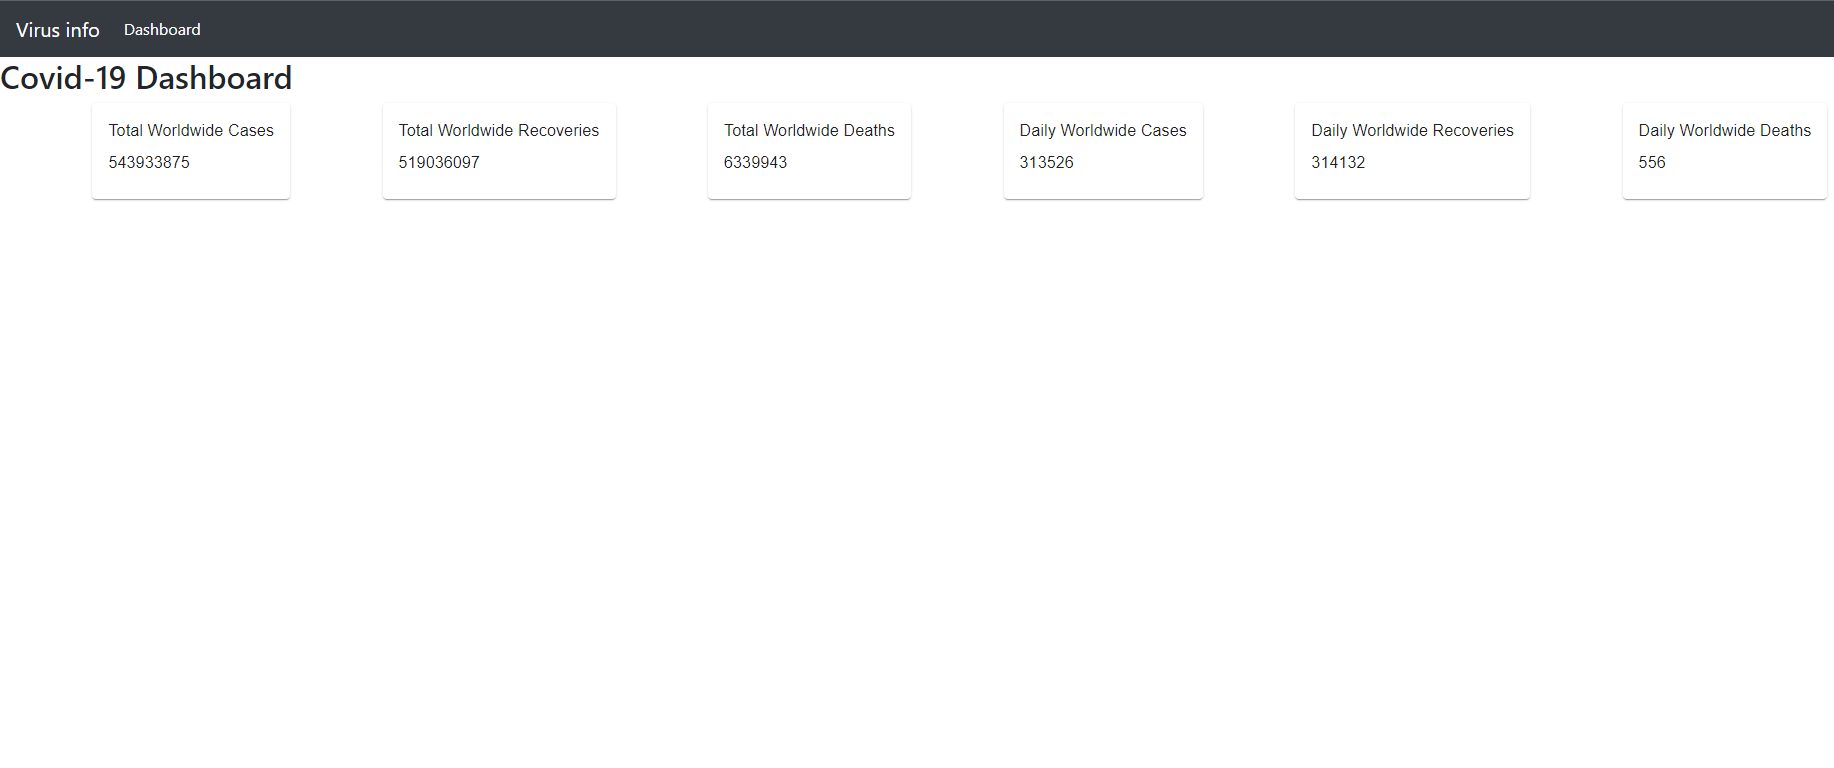 Virus info Dashboard
Covid-19 Dashboard
Total Worldwide Cases
543933875
Total Worldwide Recoveries
519036097
Total Worldwide Deaths
6339943
Daily Worldwide Cases
313526
Daily Worldwide Recoveries
314132
Daily Worldwide Deaths
556